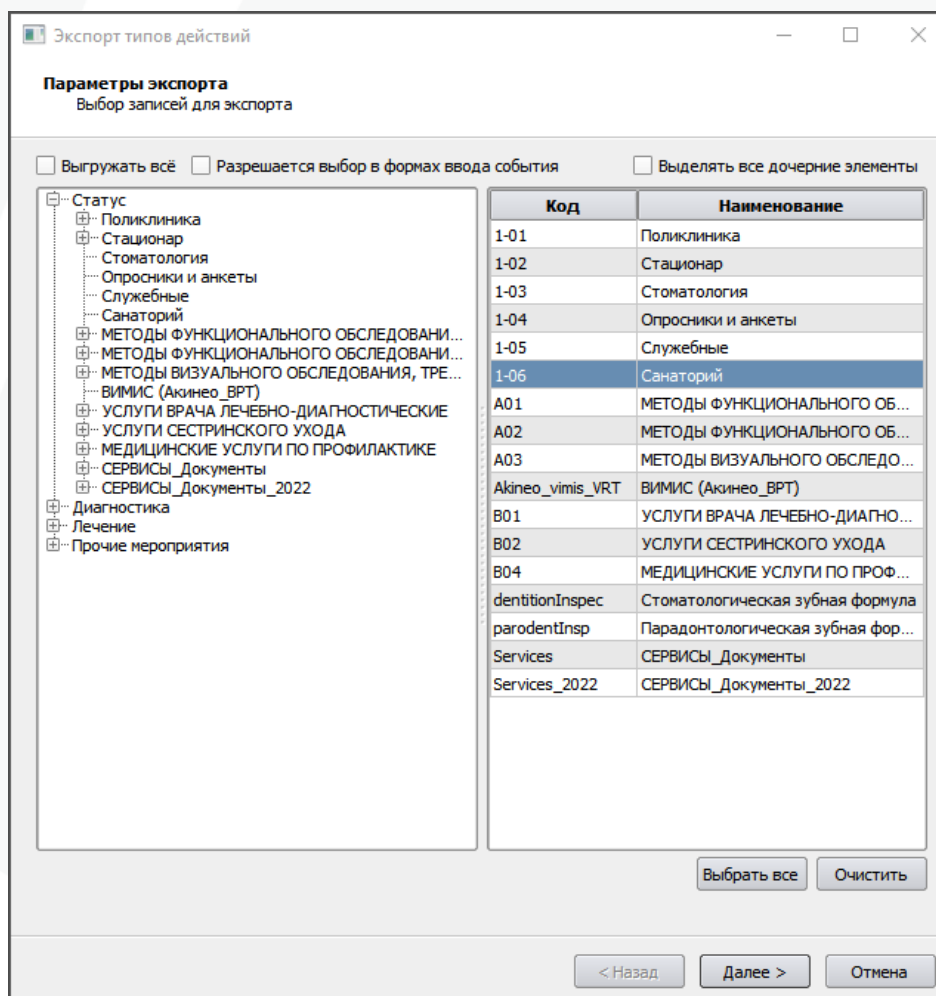 Экспорт типов действий
Параметры экспорта
Выбор записей для экспорта
Выгружать всё Разрешается выбор в формах ввода события Выделять все дочерние элементы
Статус
Поликлиника
Стационар
Стоматология
Опросники и анкеты
Служебные
Санаторий
МЕТОДЫ ФУНКЦИОНАЛЬНОГО ОБСЛЕДОВАНИ...
МЕТОДЫ ФУНКЦИОНАЛЬНОГО ОБСЛЕДОВАНИ...
МЕТОДЫ ВИЗУАЛЬНОГО ОБСЛЕДОВАНИЯ, ТРЕ...
ВИМИС (Акинео_ВРТ)
УСЛУГИ ВРАЧА ЛЕЧЕБНО-ДИАГНОСТИЧЕСКИЕ
УСЛУГИ СЕСТРИНСКОГО УХОДА
МЕДИЦИНСКИЕ УСЛУГИ ПО ПРОФИЛАКТИКЕ
СЕРВИСЫ_Документы
СЕРВИСЫ_Документы_2022
Диагностика
Лечение
Прочие мероприятия
Код Наименование
1-01 Поликлиника
1-02 Стационар
1-03 Стоматология
1-04 Опросники и анкеты
1-05 Служебные
1-06 Санаторий
A01 МЕТОДЫ ФУНКЦИОНАЛЬНОГО ОБ...
A02 МЕТОДЫ ФУНКЦИОНАЛЬНОГО ОБ...
A03 МЕТОДЫ ВИЗУАЛЬНОГО ОБСЛЕДО...
Akineo_vimis_VRT ВИМИС (Акинео_ВРТ)
B01 УСЛУГИ ВРАЧА ЛЕЧЕБНО-ДИАГНО...
B02 УСЛУГИ СЕСТРИНСКОГО УХОДА
B04 МЕДИЦИНСКИЕ УСЛУГИ ПО ПРОФ...
dentitionInspec Стоматологическая зубная формула
parodentInsp Парадонтологическая зубная фор...
Services СЕРВИСЫ_Документы
Services_2022 СЕРВИСЫ_Документы_2022
Выбрать все Очистить
< Назад Далее > Отмена